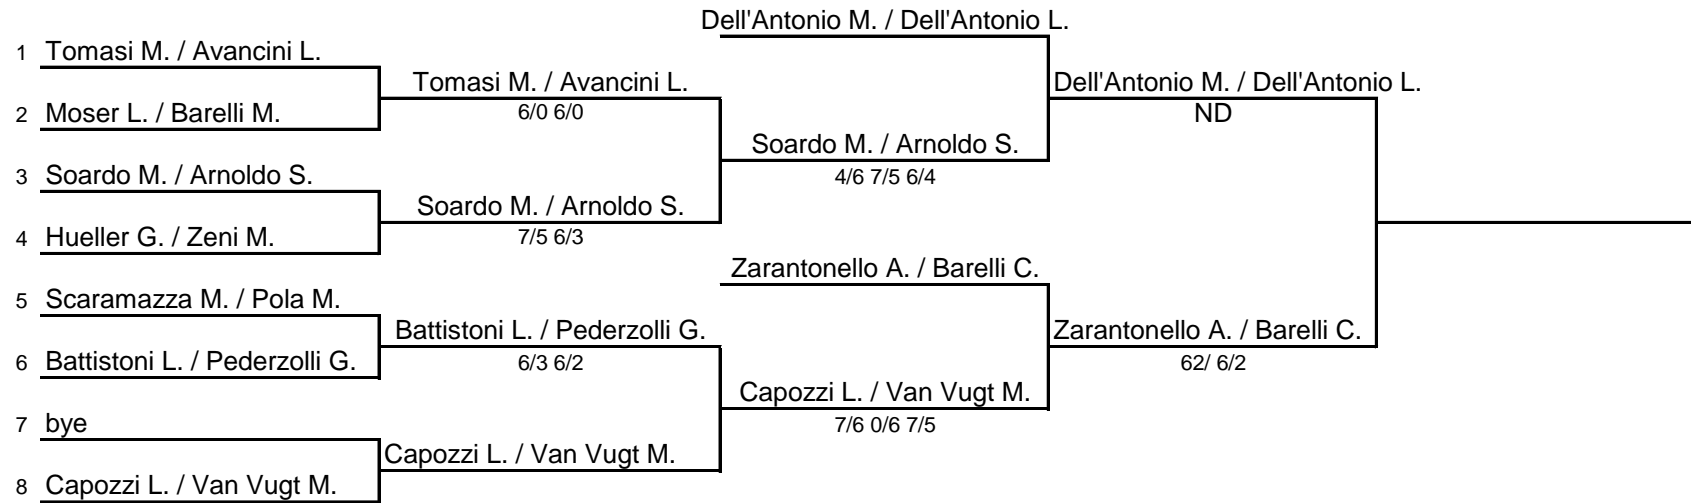 Dell'Antonio M. / Dell'Antonio L.
1 Tomasi M. / Avancini L.
Tomasi M. / Avancini L.
Dell'Antonio M. / Dell'Antonio L.
2 Moser L. / Barelli M.
6/0 6/0
ND
Soardo M. / Arnoldo S.
3 Soardo M. / Arnoldo S.
4/6 7/5 6/4
Soardo M. / Arnoldo S.
4 Hueller G. / Zeni M.
7/5 6/3
Zarantonello A. / Barelli C.
5 Scaramazza M. / Pola M.
Battistoni L. / Pederzolli G.
Zarantonello A. / Barelli C.
6 Battistoni L. / Pederzolli G.
6/3 6/2
62/ 6/2
Capozzi L. / Van Vugt M.
7 bye
7/6 0/6 7/5
Capozzi L. / Van Vugt M.
8 Capozzi L. / Van Vugt M.